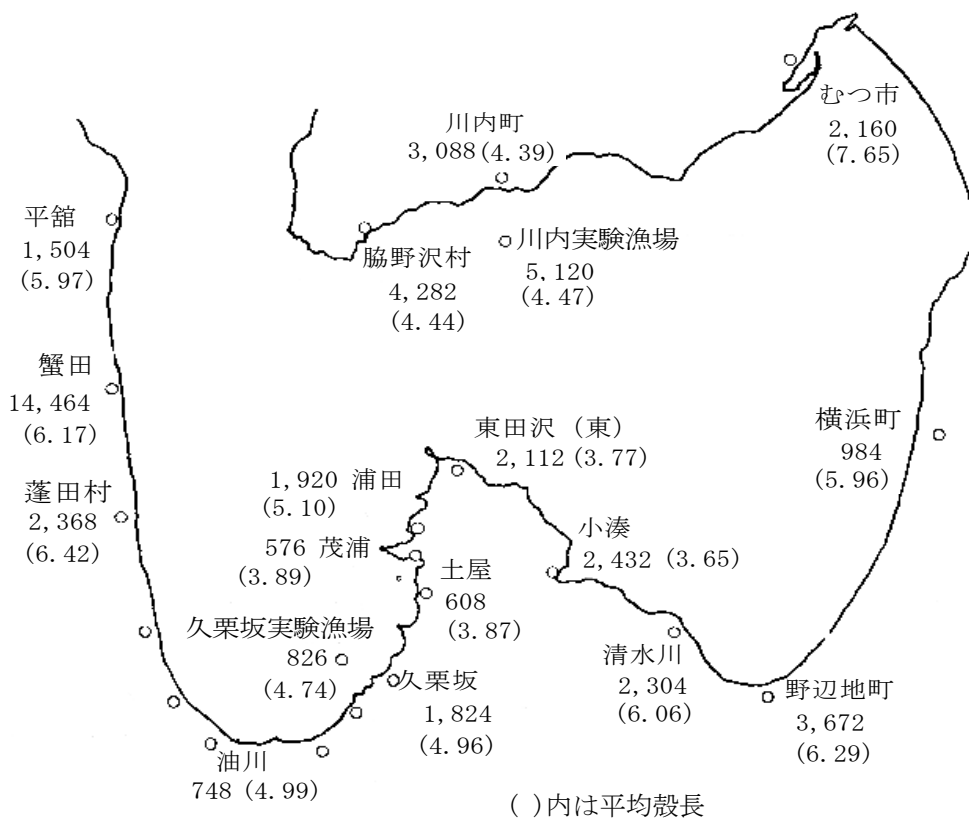 むつ市
2,160
(7.65)
川内町
3,088 (4.39)
平舘
1,504
(5.97)
脇野沢村
4,282
(4.44)
川内実験漁場
5,120
(4.47)
蟹田
14,464
(6.17)
横浜町
984
(5.96)
東田沢 (東)
2,112 (3.77)
1,920 浦田
(5.10)
蓬田村
2,368
(6.42)
小湊
2,432 (3.65)
576 茂浦
(3.89)
土屋
608
(3.87)
久栗坂実験漁場
826
(4.74)
久栗坂
1,824
(4.96)
清水川
2,304
(6.06)
野辺地町
3,672
(6.29)
油川
748 (4.99)
( )内は平均殻長